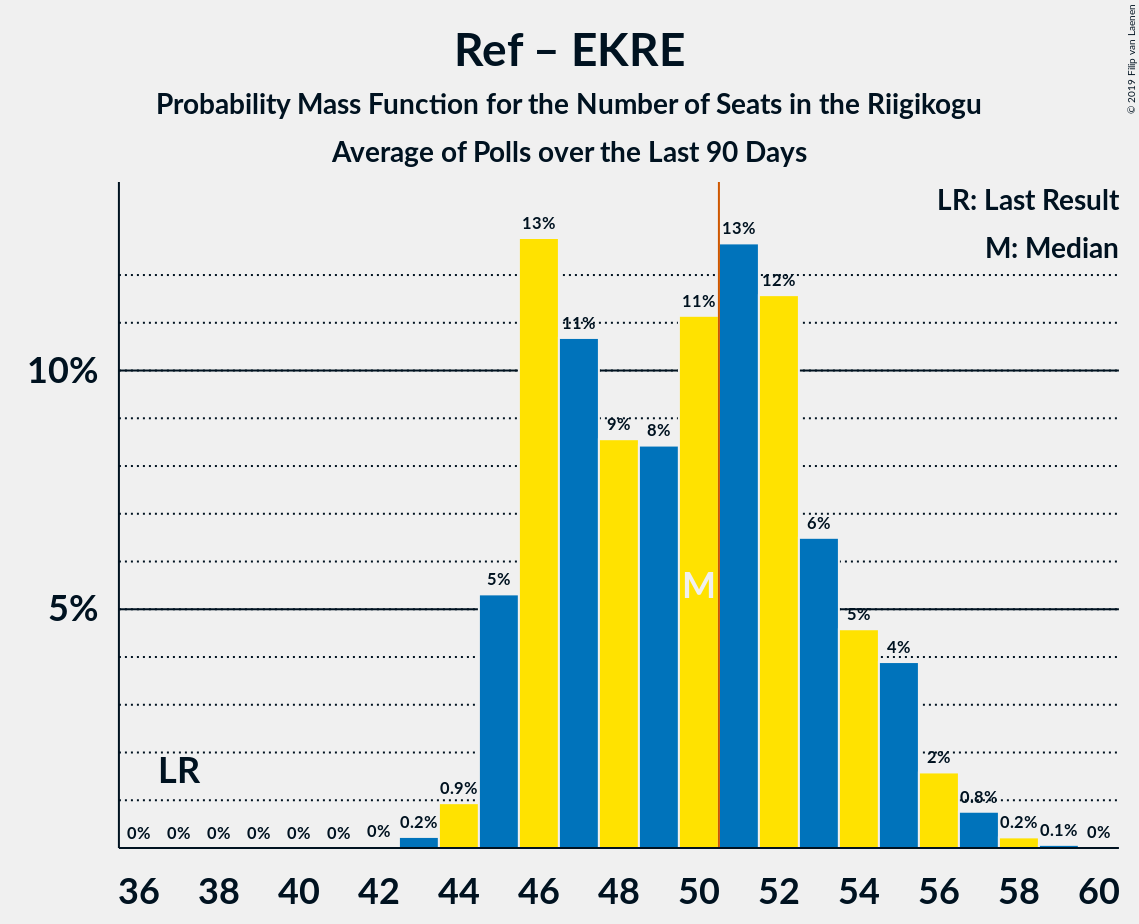 Ref – EKRE
Probability Mass Function for the Number of Seats in the Riigikogu
Average of Polls over the Last 90 Days
© 2019 Filip van Laenen
LR: Last Result
M: Median
10%
5%
0% 0% 0% 0% 0% 0% 0% 0.2% 0.9% 5% 13% 11% 9% 8% 11% 13% 12% 6% 5% 4% 2% 0.8% 0.2% 0.1% 0%
LR
M
36 38 40 42 44 46 48 50 52 54 56 58 60